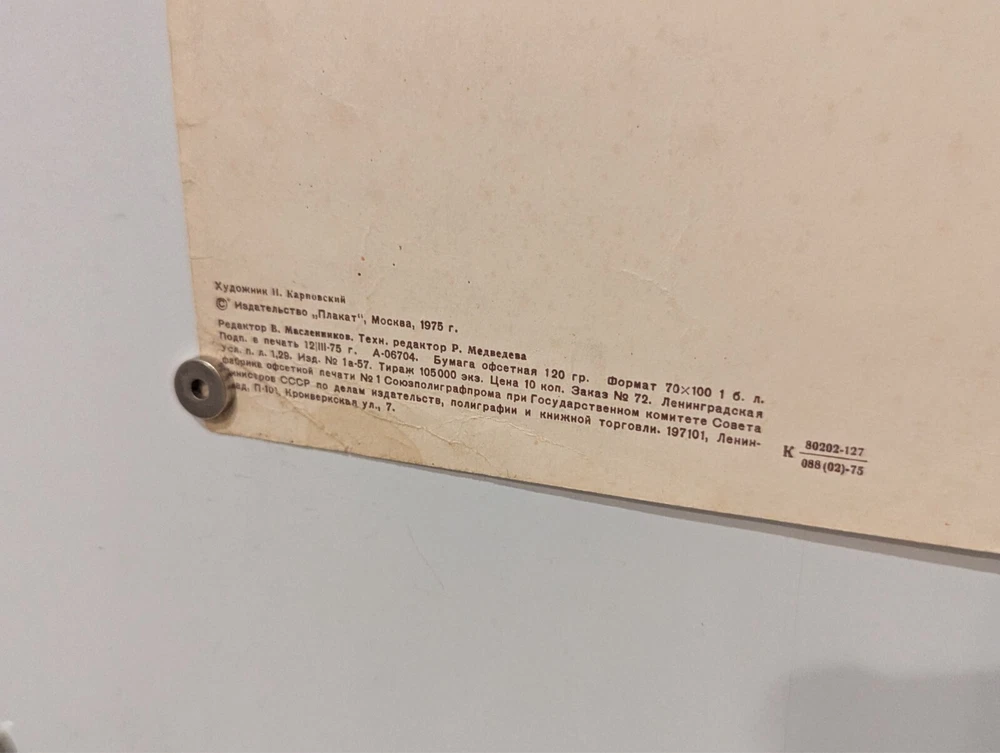 Художник Н. Карповский
© Издательство „Плакат“, Москва, 1975 г.
Редактор В. Масленников. Техн. редактор Р. Медведева
Подп. в печать 12|III-75 г. А-06704. Бумага офсетная 120 гр. Формат 70×100 1 б. л.
Усл. п. л. 1,29. Изд. № 1а-57. Тираж 105000 экз. Цена 10 коп. Заказ № 72. Ленинградская
фабрика офсетной печати № 1 Союзполиграфпрома при Государственном комитете Совета
Министров СССР по делам издательств, полиграфии и книжной торговли. 197101, Ленин-
град, П-101, Кронверкская ул., 7.
К 80202-127
088(02)-75